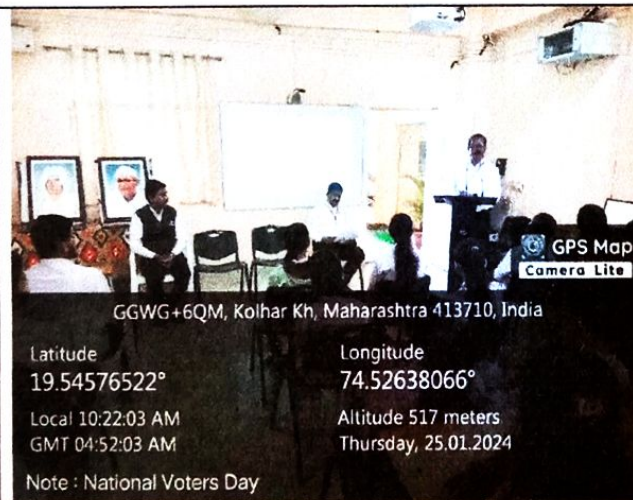 GPS Map
Camera Lite
GGWG+6QM, Kolhar Kh, Maharashtra 413710, India
Latitude
19.54576522°
Longitude
74.52638066°
Local 10:22:03 AM
GMT 04:52:03 AM
Altitude 517 meters
Thursday, 25.01.2024
Note : National Voters Day